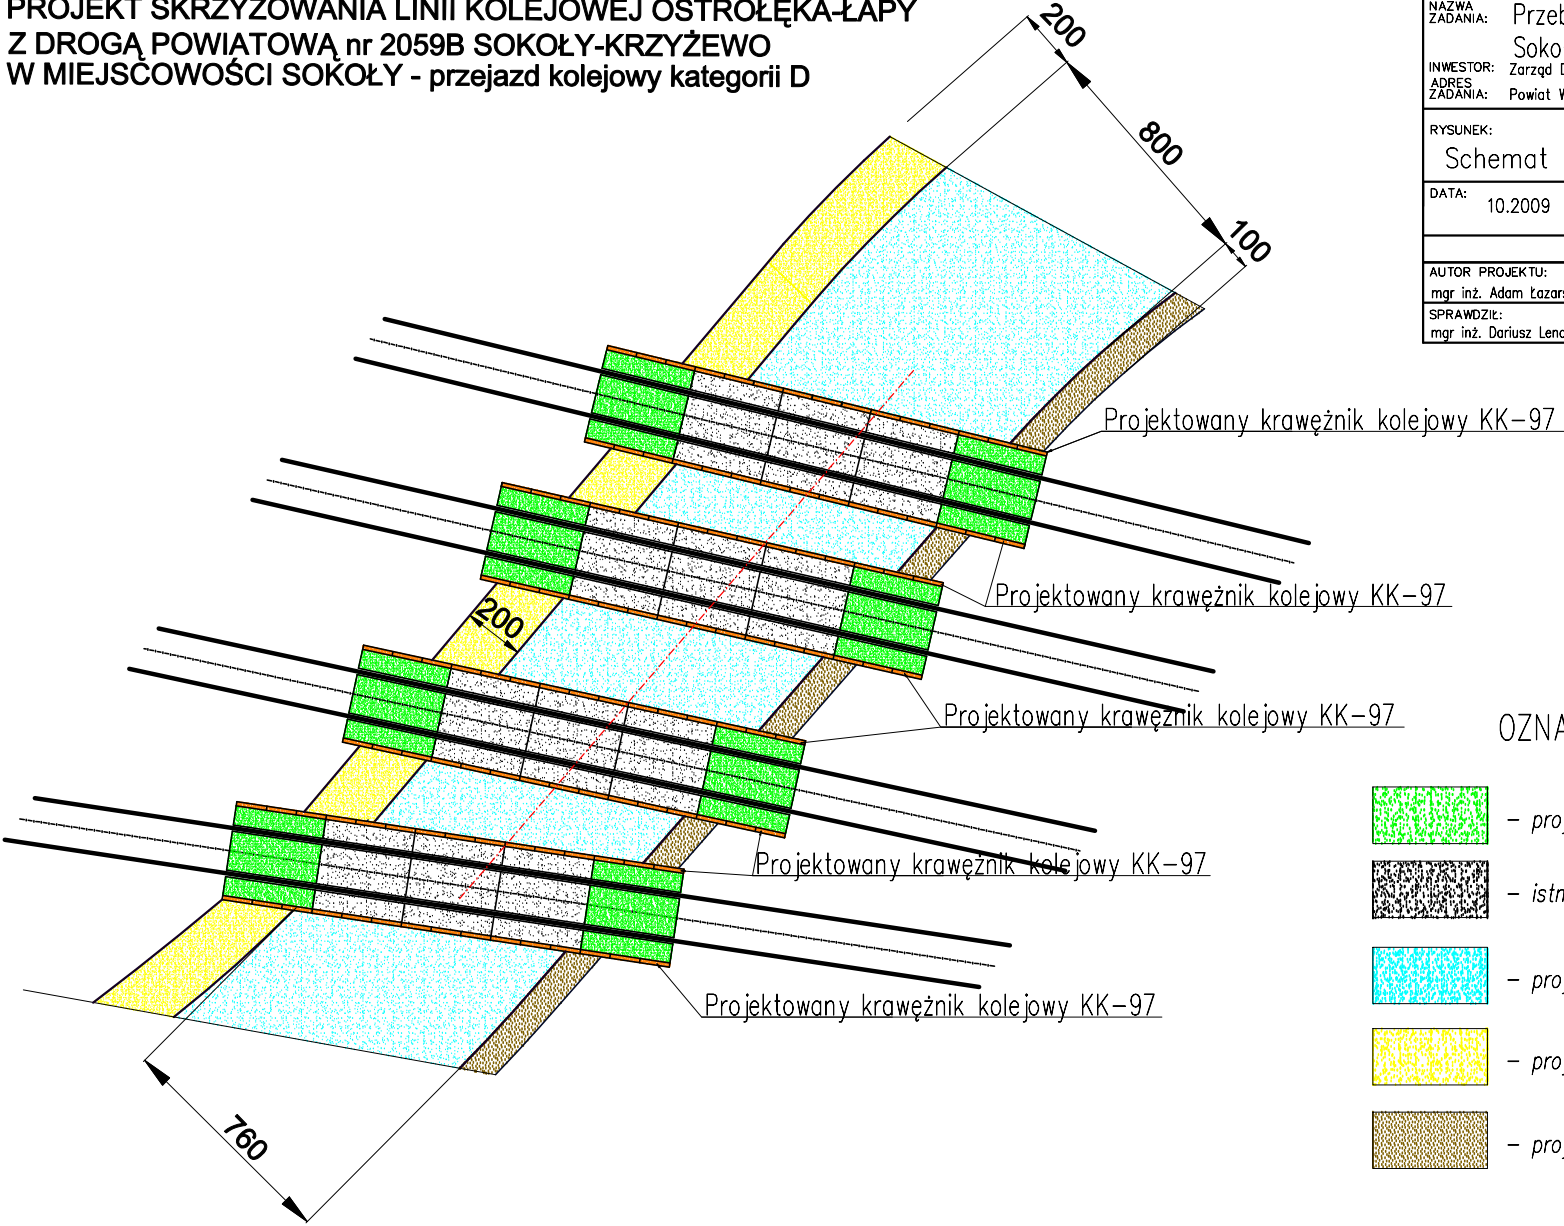 PROJEKT SKRZYŻOWANIA LINII KOLEJOWEJ OSTROŁĘKA-ŁAPY
Z DROGĄ POWIATOWĄ nr 2059B SOKOŁY-KRZYŻEWO
W MIEJSCOWOŚCI SOKOŁY - przejazd kolejowy kategorii D
200
800
100
NAZWA
ZADANIA:
INWESTOR: Zarząd
ADRES
ZADANIA: Powiat
RYSUNEK:
Schemat
DATA: 10.2009
AUTOR PROJEKTU:
mgr inż. Adam
SPRAWDZIŁ:
mgr inż. Dariusz
Projektowany krawężnik kolejowy KK-97
Projektowany krawężnik kolejowy KK-97
200
Projektowany krawężnik kolejowy KK-97
Projektowany krawężnik kolejowy KK-97
Projektowany krawężnik kolejowy KK-97
760